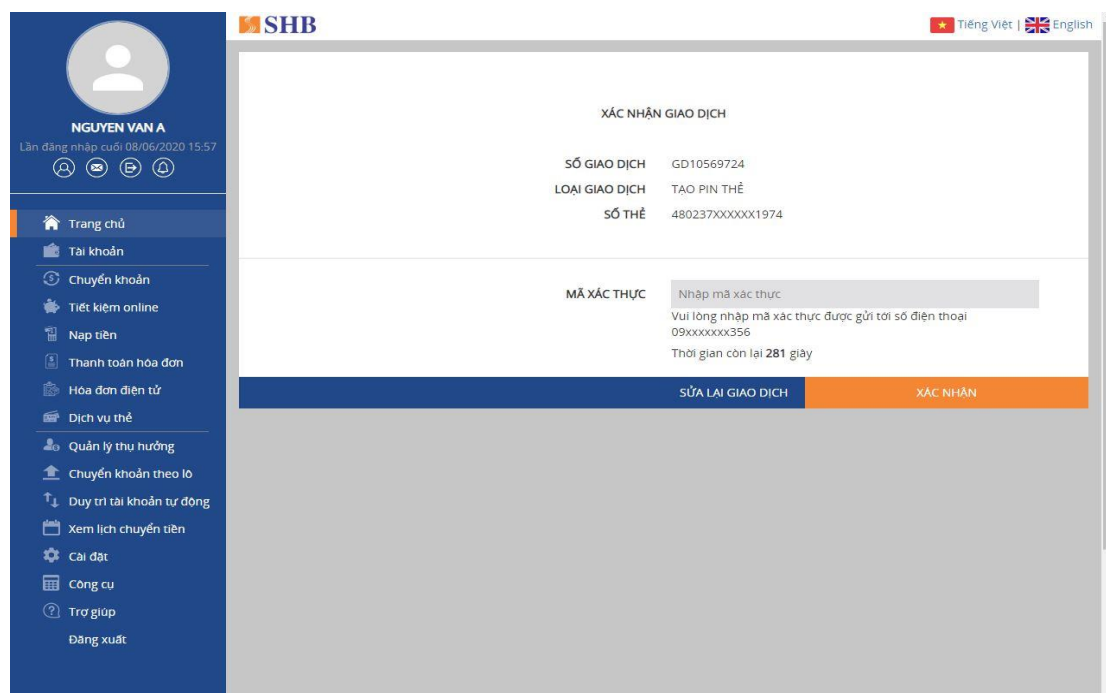 SHB
Tiếng Việt | English
NGUYEN VAN A
Lần đăng nhập cuối 08/06/2020 15:57
Trang chủ
Tài khoản
Chuyển khoản
Tiết kiệm online
Nạp tiền
Thanh toán hóa đơn
Hóa đơn điện tử
Dịch vụ thẻ
Quản lý thụ hưởng
Chuyển khoản theo lô
Duy trì tài khoản tự động
Xem lịch chuyển tiền
Cài đặt
Công cụ
Trợ giúp
Đăng xuất
XÁC NHẬN GIAO DỊCH
SỐ GIAO DỊCH GD10569724
LOẠI GIAO DỊCH TẠO PIN THẺ
SỐ THẺ 480237XXXXXX1974
MÃ XÁC THỰC Nhập mã xác thực
Vui lòng nhập mã xác thực được gửi tới số điện thoại
09xxxxxxx356
Thời gian còn lại 281 giây
SỬA LẠI GIAO DỊCH XÁC NHẬN